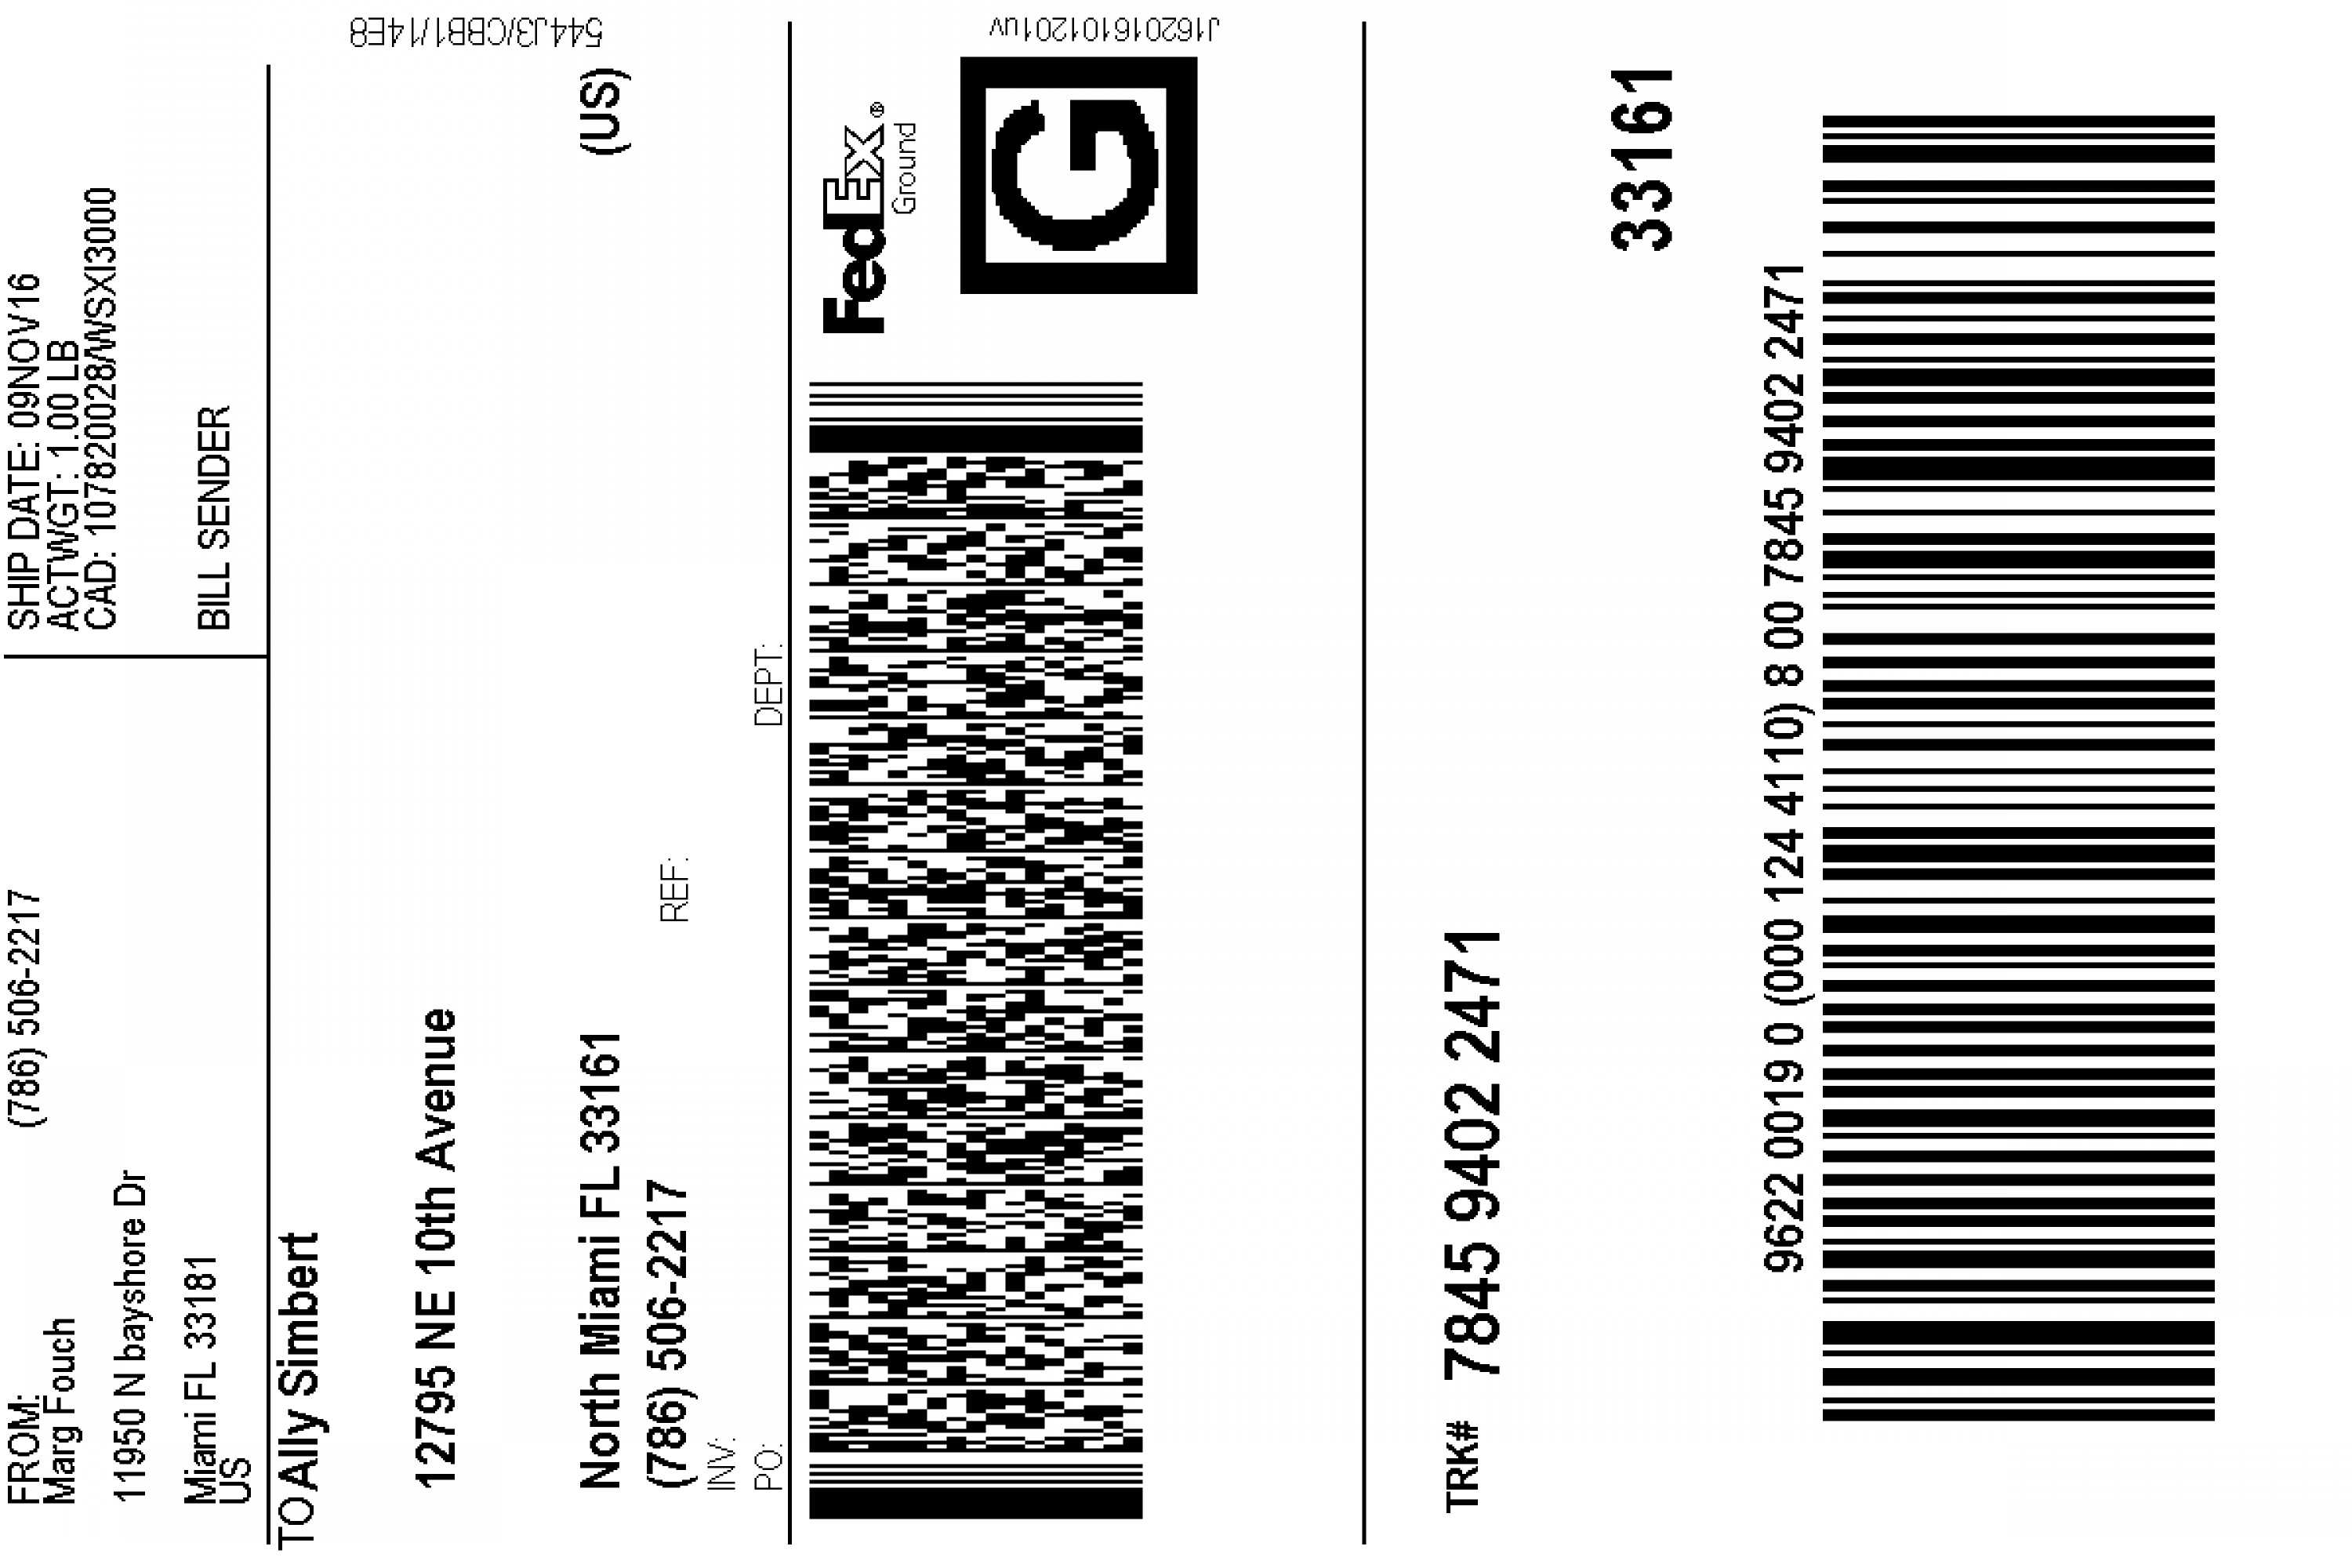 FROM:
Marg Fouch
(786) 506-2217
11950 N bayshore Dr
Miami FL 33181
US
SHIP DATE: 09NOV16
ACTWGT: 1.00 LB
CAD: 107820028/WSXI3000
BILL SENDER
TO Ally Simbert
12795 NE 10th Avenue
North Miami FL 33161
(US)
(786) 506-2217
REF:
INV:
PO:
DEPT:
544J3/CBB1/14E8
FedEx®
Ground
G
J162016101201uv
TRK# 7845 9402 2471
33161
9622 0019 0 (000 124 4110) 8 00 7845 9402 2471